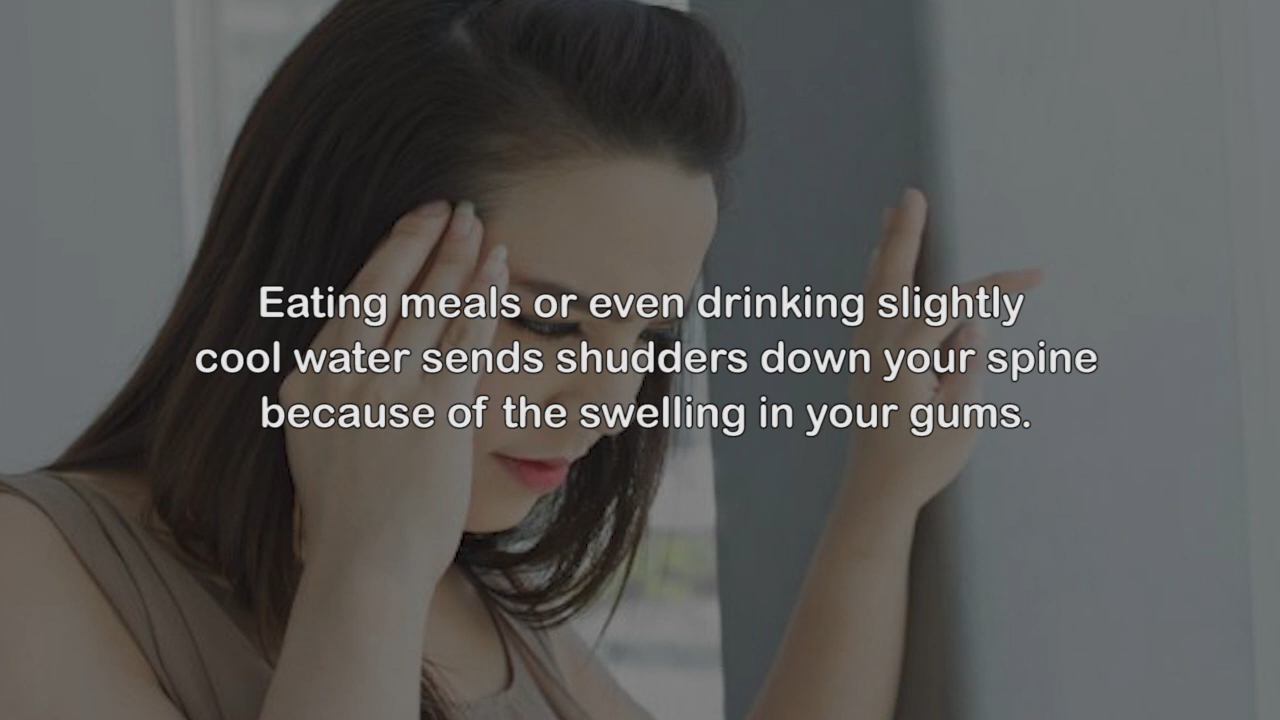 Eating meals or even drinking slightly
cool water sends shudders down your spine
because of the swelling in your gums.